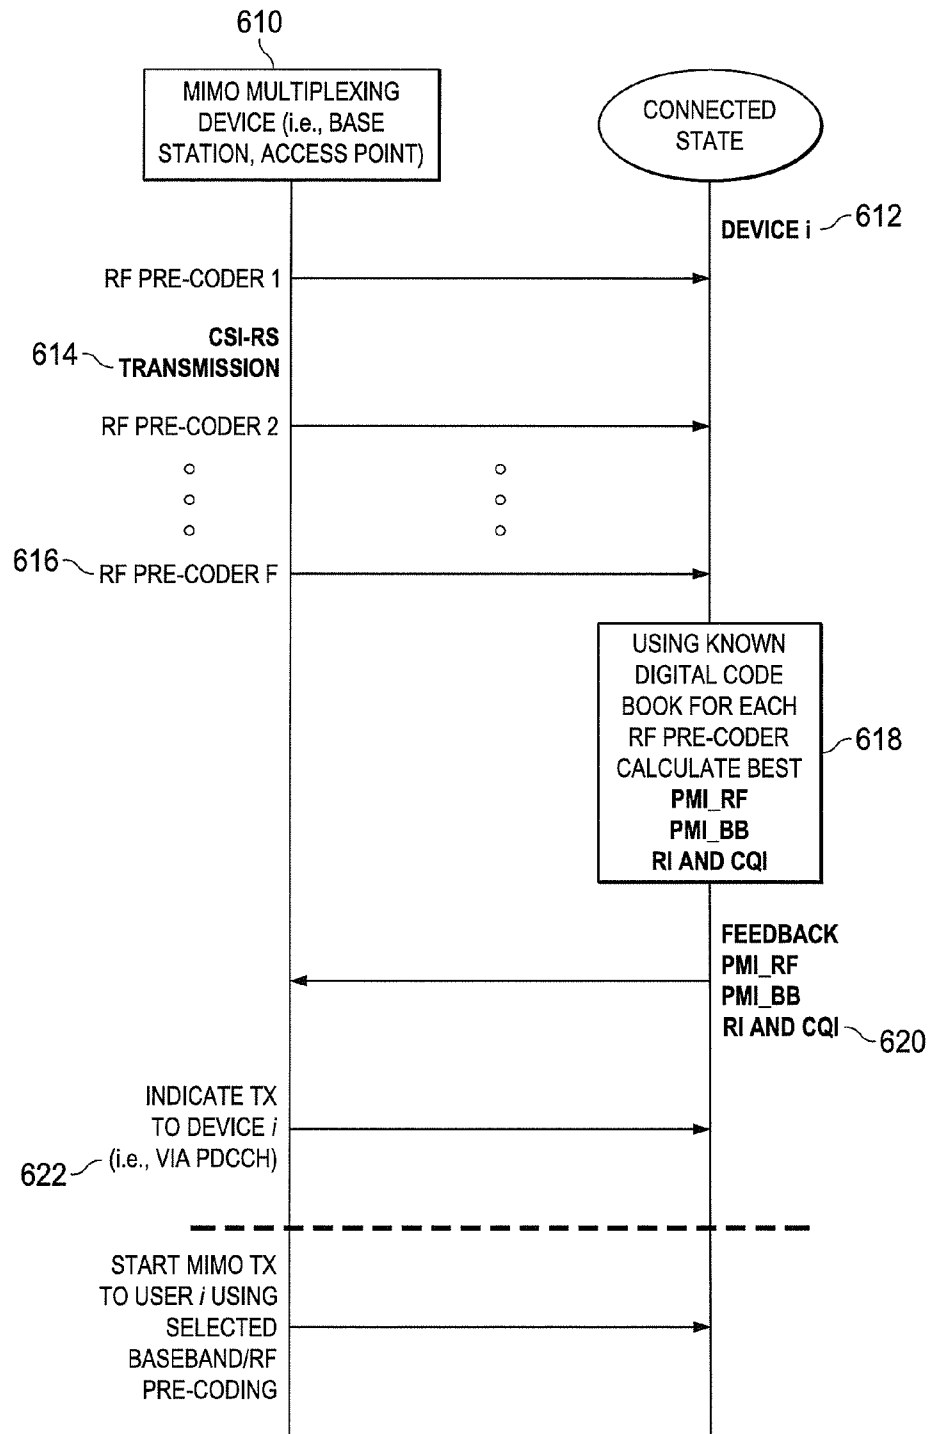 610
MIMO MULTIPLEXING
DEVICE (i.e., BASE
STATION, ACCESS POINT)
CONNECTED
STATE
DEVICE i
612
RF PRE-CODER 1
CSI-RS
614
TRANSMISSION
RF PRE-CODER 2
616
RF PRE-CODER F
USING KNOWN
DIGITAL CODE
BOOK FOR EACH
RF PRE-CODER
CALCULATE BEST
PMI_RF
PMI_BB
RI AND CQI
618
FEEDBACK
PMI_RF
PMI_BB
RI AND CQI
620
INDICATE TX
TO DEVICE i
(i.e., VIA PDCCH)
622
START MIMO TX
TO USER i USING
SELECTED
BASEBAND/RF
PRE-CODING